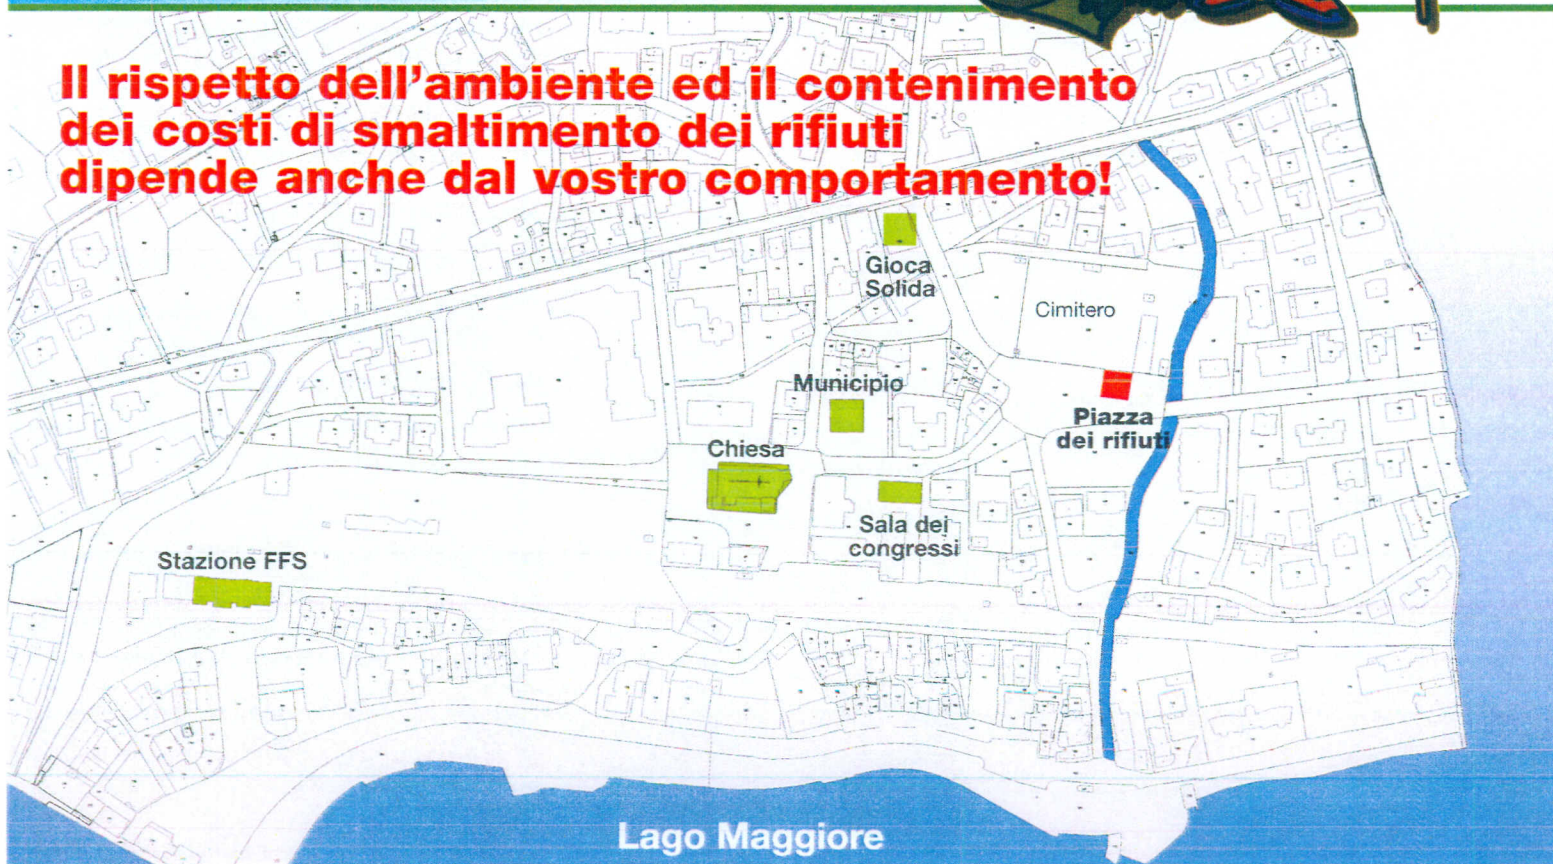 Il rispetto dell'ambiente ed il contenimento
dei costi di smaltimento dei rifiuti
dipende anche dal vostro comportamento!
Gioca
Solida
Cimitero
Municipio
Piazza
dei rifiuti
Chiesa
Sala dei
congressi
Stazione FFS
Lago Maggiore